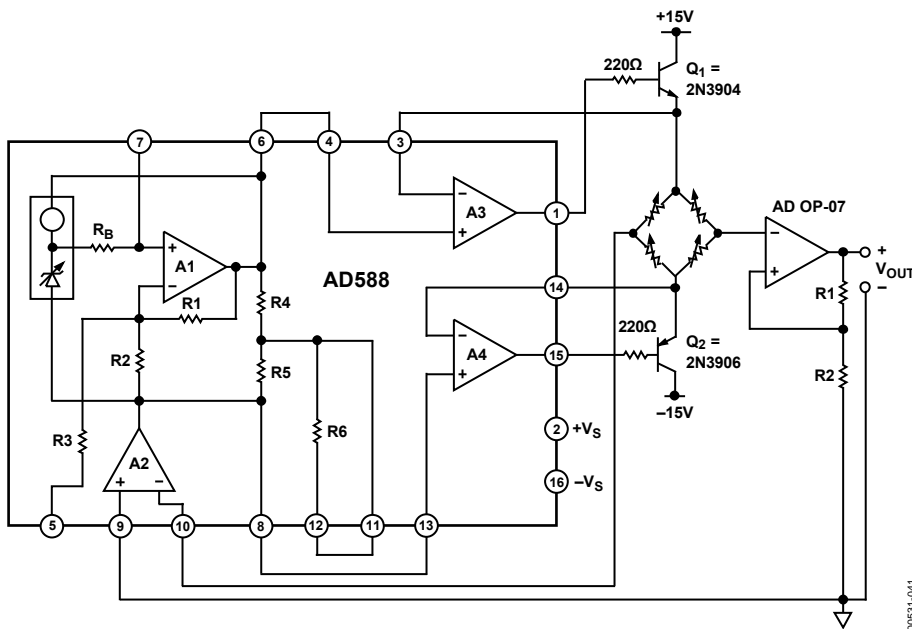 +15V
220Ω
Q1 =
2N3904
7
6
4
3
RB
A1
R1
R4
AD588
A3
1
AD OP-07
+
VOUT
–
R1
R2
R2
R5
14
A4
15
220Ω
Q2 =
2N3906
–15V
R3
A2
R6
2
+VS
16
–VS
5
9
10
8
12
11
13
+
–
–
+
–
+
+
–
–
+
00531-041